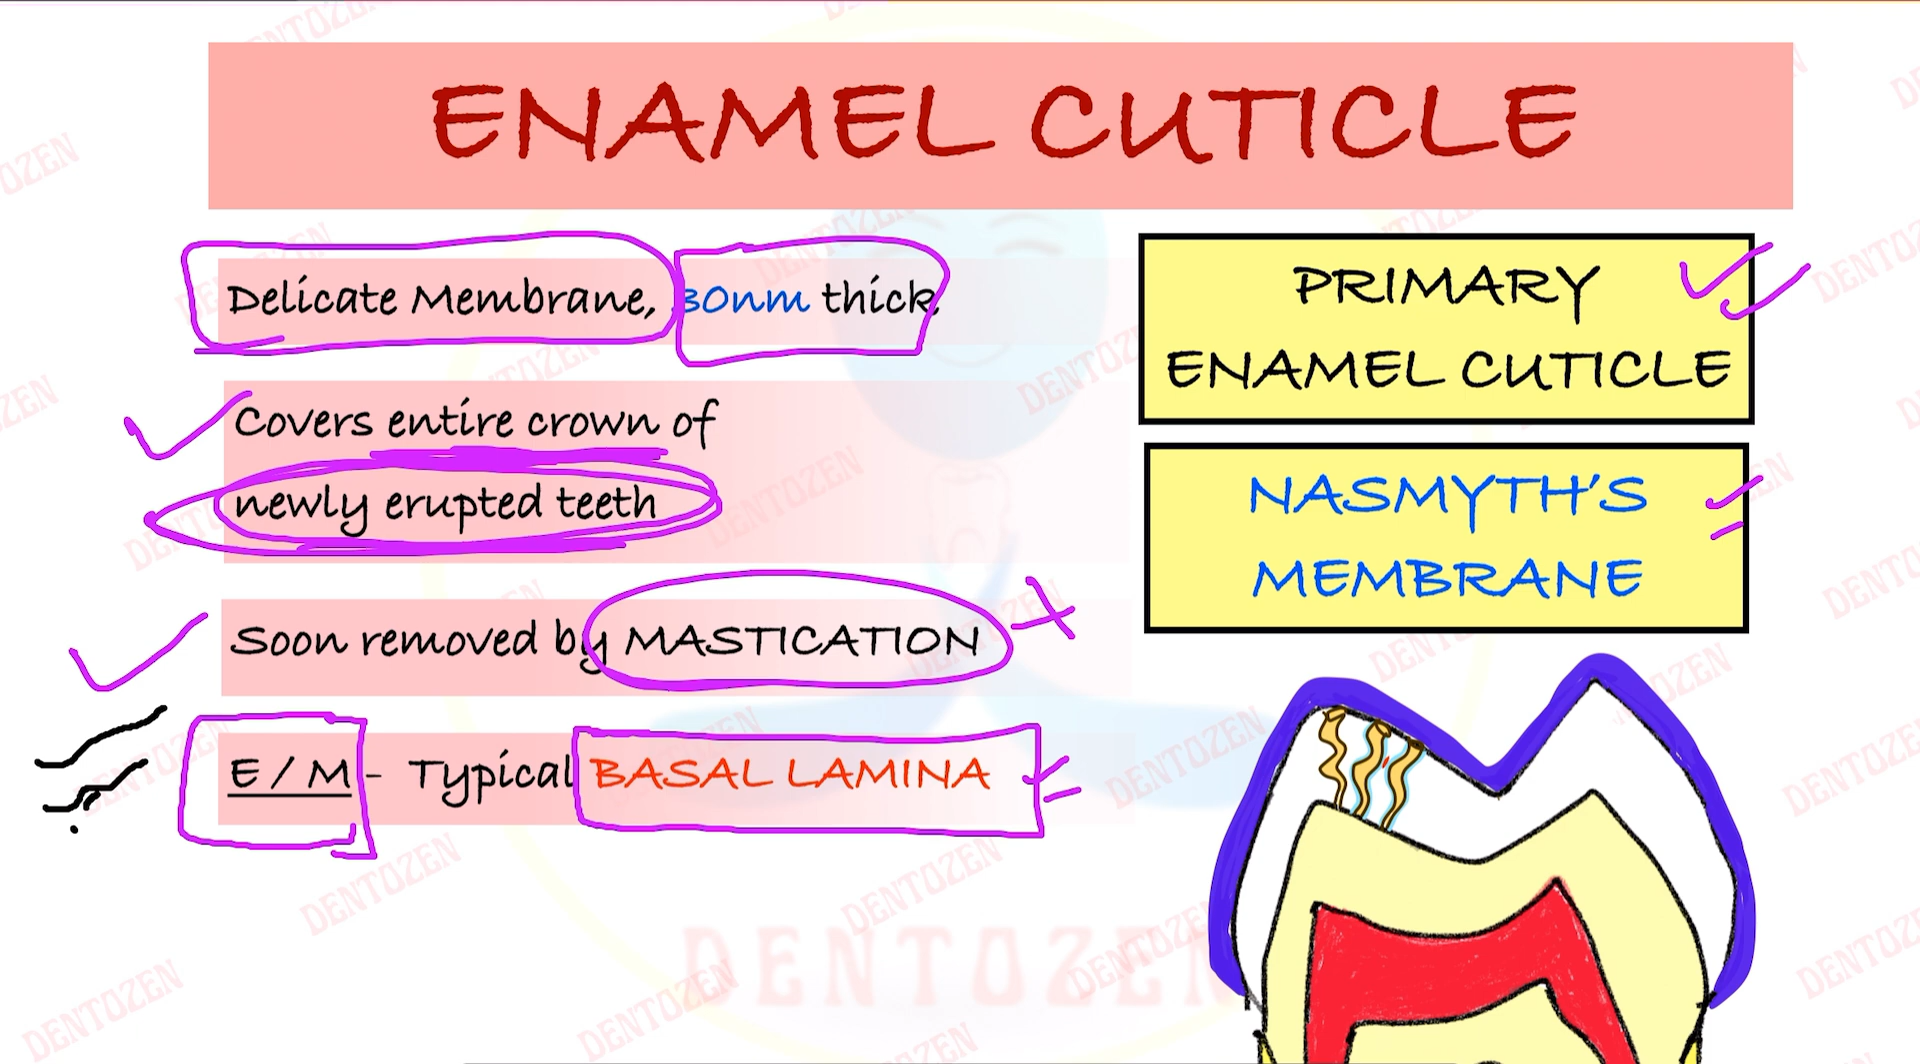 ENAMEL CUTICLE
Delicate Membrane, 30nm thick,
Covers entire crown of
newly erupted teeth
Soon removed by MASTICATION
E / M - Typical BASAL LAMINA
PRIMARY
ENAMEL CUTICLE
NASMYTH'S
MEMBRANE
DENTOZEN